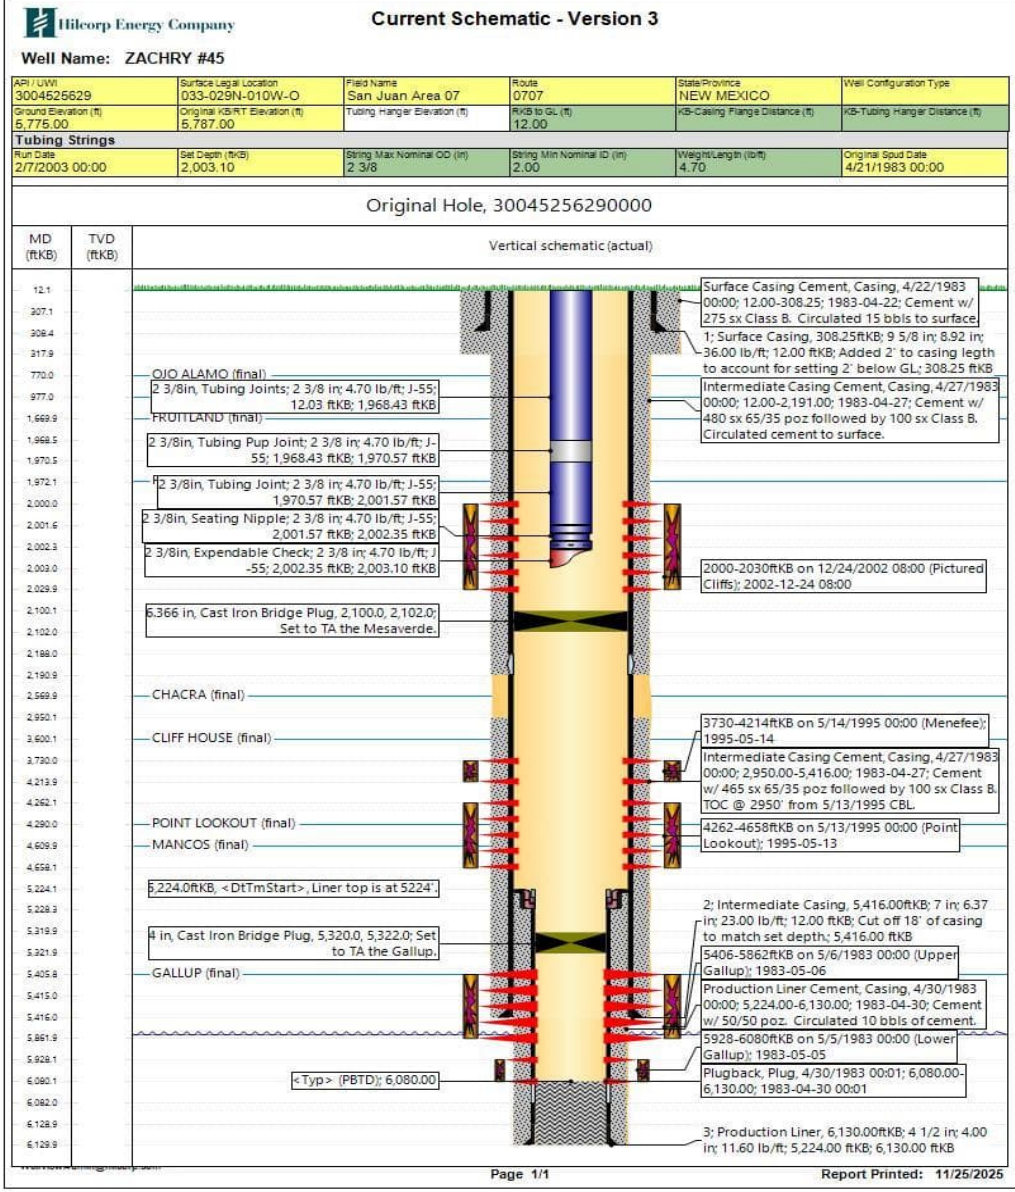 Hilcorp Energy Company
Current Schematic - Version 3
Well Name: ZACHRY #45
API / UWI
3004525629
Surface Legal Location
033-029N-010W-O
Field Name
San Juan Area 07
Route
0707
State/Province
NEW MEXICO
Well Configuration Type
Ground Elevation (ft)
5,775.00
Original KB/RT Elevation (ft)
5,787.00
Tubing Hanger Elevation (ft)
RKB to GL (ft)
12.00
KB-Casing Flange Distance (ft)
KB-Tubing Hanger Distance (ft)
Tubing Strings
Run Date
2/7/2003 00:00
Set Depth (ftKB)
2,003.10
String Max Nominal OD (in)
2 3/8
String Min Nominal ID (in)
2.00
Weight/Length (lb/ft)
4.70
Original Spud Date
4/21/1983 00:00
Original Hole, 30045256290000
MD
(ftKB)
TVD
(ftKB)
Vertical schematic (actual)
12.1
307.1
308.4
317.9
770.0
977.0
1,669.9
1,968.5
1,970.5
1,972.1
2,000.0
2,001.6
2,002.3
2,003.0
2,029.9
2,100.1
2,102.0
2,188.0
2,190.9
2,569.9
2,950.1
3,600.1
3,730.0
4,213.9
4,262.1
4,290.0
4,609.9
4,658.1
5,224.1
5,228.3
5,319.9
5,321.9
5,405.8
5,415.0
5,416.0
5,861.9
5,928.1
6,080.1
6,082.0
6,128.9
6,129.9
OJO ALAMO (final)
2 3/8in, Tubing Joints; 2 3/8 in; 4.70 lb/ft; J-55;
12.03 ftKB; 1,968.43 ftKB
FRUITLAND (final)
2 3/8in, Tubing Pup Joint; 2 3/8 in; 4.70 lb/ft; J-
55; 1,968.43 ftKB; 1,970.57 ftKB
2 3/8in, Tubing Joint; 2 3/8 in; 4.70 lb/ft; J-55;
1,970.57 ftKB; 2,001.57 ftKB
2 3/8in, Seating Nipple; 2 3/8 in; 4.70 lb/ft; J-55;
2,001.57 ftKB; 2,002.35 ftKB
2 3/8in, Expendable Check; 2 3/8 in; 4.70 lb/ft; J
-55; 2,002.35 ftKB; 2,003.10 ftKB
6.366 in, Cast Iron Bridge Plug, 2,100.0, 2,102.0;
Set to TA the Mesaverde.
CHACRA (final)
CLIFF HOUSE (final)
POINT LOOKOUT (final)
MANCOS (final)
5,224.0ftKB, <DtTmStart>, Liner top is at 5224'.
4 in, Cast Iron Bridge Plug, 5,320.0, 5,322.0; Set
to TA the Gallup.
GALLUP (final)
<Typ> (PBTD); 6,080.00
Surface Casing Cement, Casing, 4/22/1983
00:00; 12.00-308.25; 1983-04-22; Cement w/
275 sx Class B. Circulated 15 bbls to surface.
1; Surface Casing, 308.25ftKB; 9 5/8 in; 8.92 in;
36.00 lb/ft; 12.00 ftKB; Added 2' to casing legth
to account for setting 2' below GL.; 308.25 ftKB
Intermediate Casing Cement, Casing, 4/27/1983
00:00; 12.00-2,191.00; 1983-04-27; Cement w/
480 sx 65/35 poz followed by 100 sx Class B.
Circulated cement to surface.
2000-2030ftKB on 12/24/2002 08:00 (Pictured
Cliffs); 2002-12-24 08:00
3730-4214ftKB on 5/14/1995 00:00 (Menefee);
1995-05-14
Intermediate Casing Cement, Casing, 4/27/1983
00:00; 2,950.00-5,416.00; 1983-04-27; Cement
w/ 465 sx 65/35 poz followed by 100 sx Class B.
TOC @ 2950' from 5/13/1995 CBL.
4262-4658ftKB on 5/13/1995 00:00 (Point
Lookout); 1995-05-13
2; Intermediate Casing, 5,416.00ftKB; 7 in; 6.37
in; 23.00 lb/ft; 12.00 ftKB; Cut off 18' of casing
to match set depth.; 5,416.00 ftKB
5406-5862ftKB on 5/6/1983 00:00 (Upper
Gallup); 1983-05-06
Production Liner Cement, Casing, 4/30/1983
00:00; 5,224.00-6,130.00; 1983-04-30; Cement
w/ 50/50 poz. Circulated 10 bbls of cement.
5928-6080ftKB on 5/5/1983 00:00 (Lower
Gallup); 1983-05-05
Plugback, Plug, 4/30/1983 00:01; 6,080.00-
6,130.00; 1983-04-30 00:01
3; Production Liner, 6,130.00ftKB; 4 1/2 in; 4.00
in; 11.60 lb/ft; 5,224.00 ftKB; 6,130.00 ftKB
Page 1/1
Report Printed: 11/25/2025